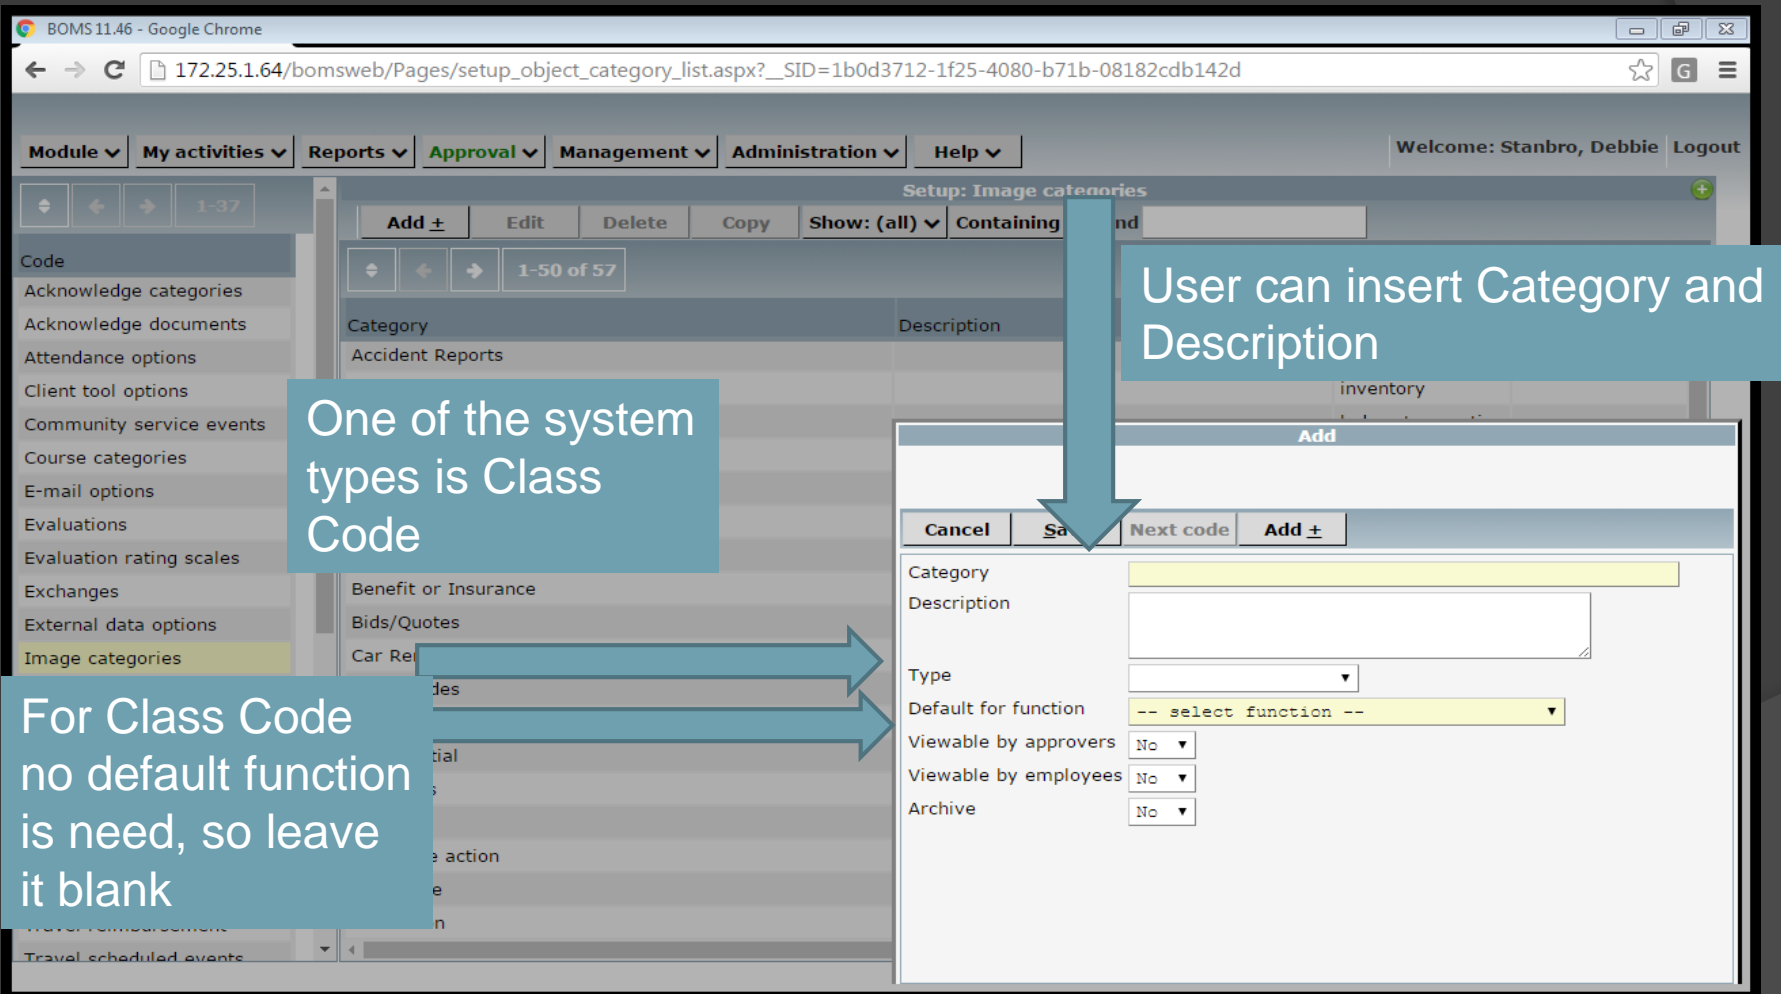 BOMS 11.46 - Google Chrome
172.25.1.64/bomsweb/Pages/setup_object_category_list.aspx?__SID=1b0d3712-1f25-4080-b71b-08182cdb142d
Module My activities Reports Approval Management Administration Help Welcome: Stanbro, Debbie Logout
1-37
Setup: Image categories
Add + Edit Delete Copy Show: (all) Containing
1-50 of 57
Code
Acknowledge categories
Acknowledge documents
Attendance options
Client tool options
Community service events
Course categories
E-mail options
Evaluations
Evaluation rating scales
Exchanges
External data options
Image categories
Travel scheduled events
Category Description
Accident Reports
inventory
Benefit or Insurance
Bids/Quotes
Car
action
User can insert Category and
Description
One of the system
types is Class
Code
For Class Code
no default function
is need, so leave
it blank
Add
Cancel Next code Add +
Category
Description
Type
Default for function -- select function --
Viewable by approvers No
Viewable by employees No
Archive No